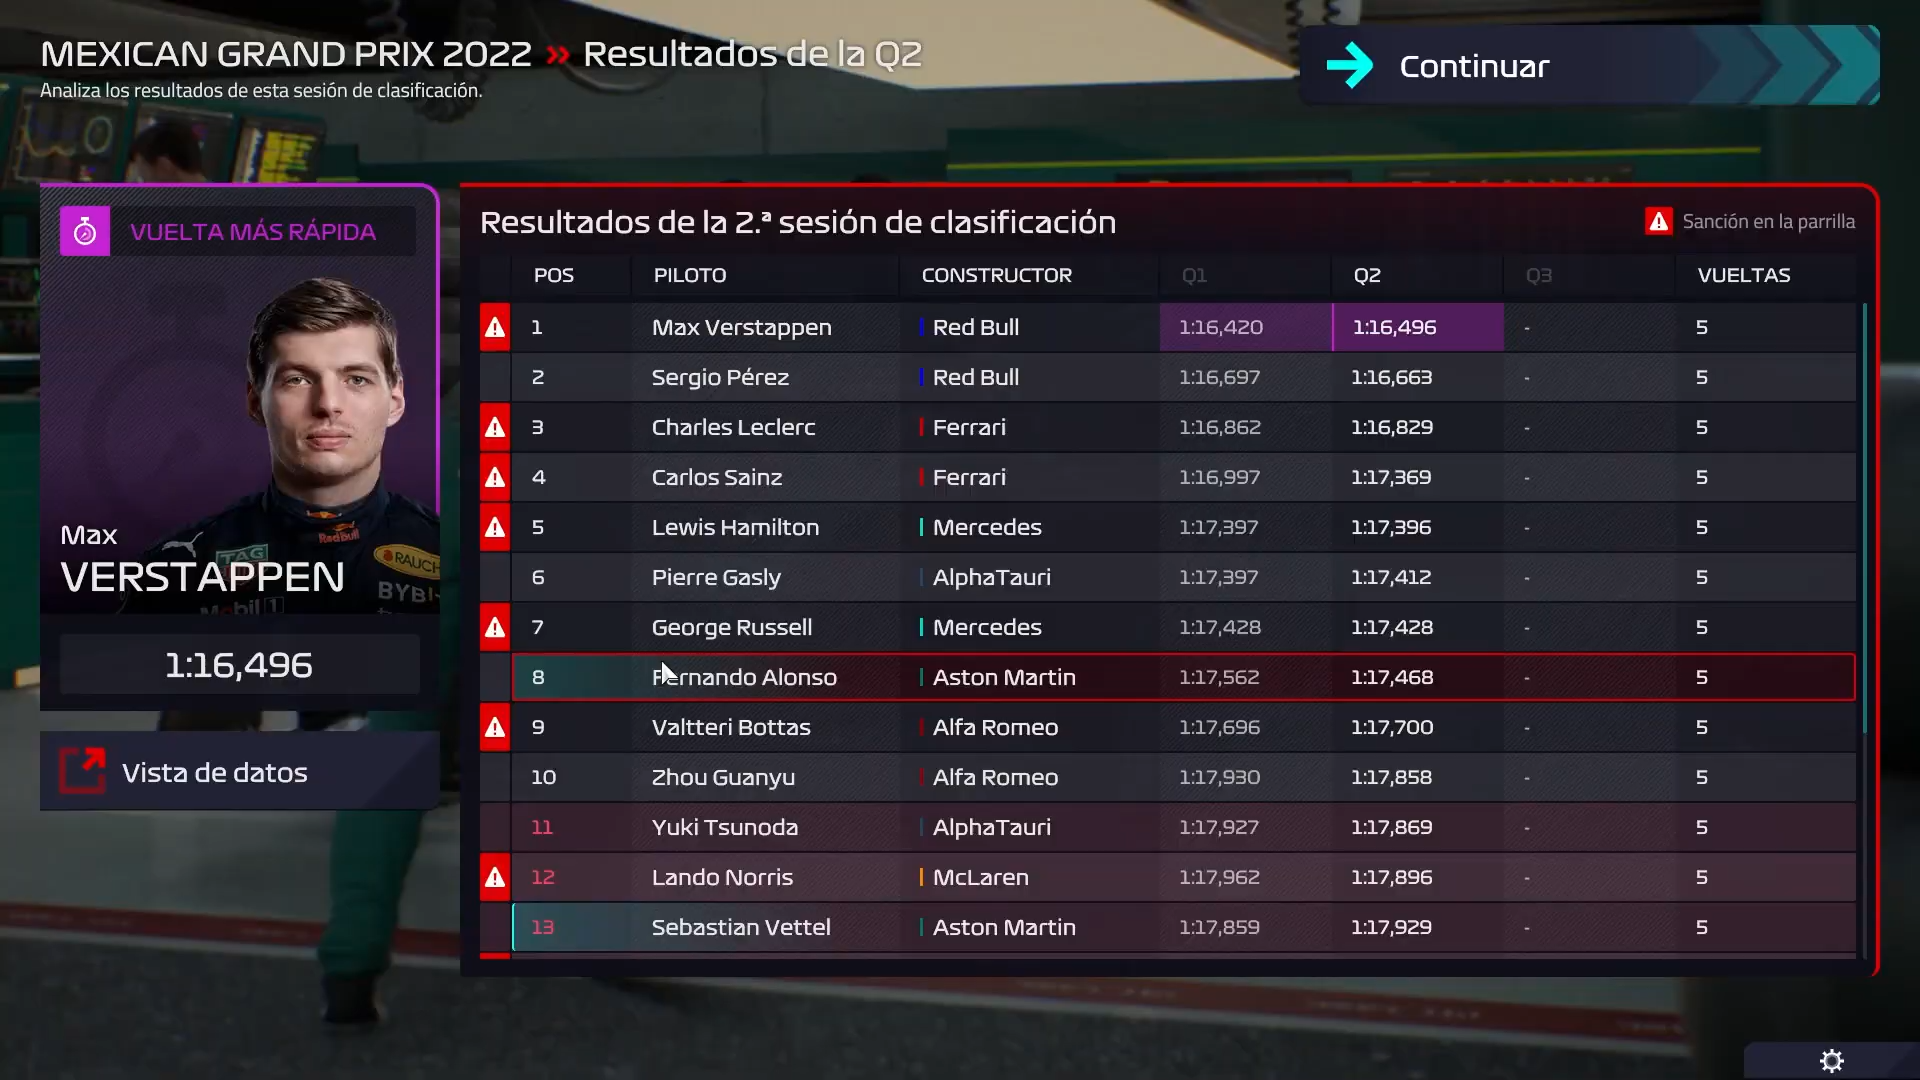 MEXICAN GRAND PRIX 2022 » Resultados de la Q2
Analiza los resultados de esta sesión de clasificación.
Continuar
VUELTA MÁS RÁPIDA
TAG
Red Bull
RAUCH
BYBI
Mobil 1
Max
VERSTAPPEN
1:16,496
Vista de datos
Resultados de la 2.ª sesión de clasificación
Sanción en la parrilla
POS PILOTO CONSTRUCTOR Q1 Q2 Q3 VUELTAS
1 Max Verstappen Red Bull 1:16,420 1:16,496 - 5
2 Sergio Pérez Red Bull 1:16,697 1:16,663 - 5
3 Charles Leclerc Ferrari 1:16,862 1:16,829 - 5
4 Carlos Sainz Ferrari 1:16,997 1:17,369 - 5
5 Lewis Hamilton Mercedes 1:17,397 1:17,396 - 5
6 Pierre Gasly AlphaTauri 1:17,397 1:17,412 - 5
7 George Russell Mercedes 1:17,428 1:17,428 - 5
8 Fernando Alonso Aston Martin 1:17,562 1:17,468 - 5
9 Valtteri Bottas Alfa Romeo 1:17,696 1:17,700 - 5
10 Zhou Guanyu Alfa Romeo 1:17,930 1:17,858 - 5
11 Yuki Tsunoda AlphaTauri 1:17,927 1:17,869 - 5
12 Lando Norris McLaren 1:17,962 1:17,896 - 5
13 Sebastian Vettel Aston Martin 1:17,859 1:17,929 - 5